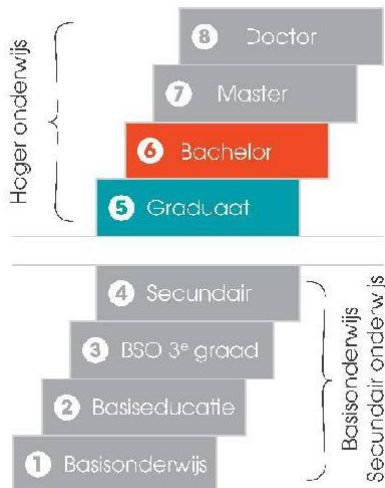 8 Doctor
7 Master
6 Bachelor
5 Graduaat
Hoger onderwijs
4 Secundair
3 BSO 3e graad
2 Basiseducatie
1 Basisonderwijs
Basisonderwijs
Secundair onderwijs